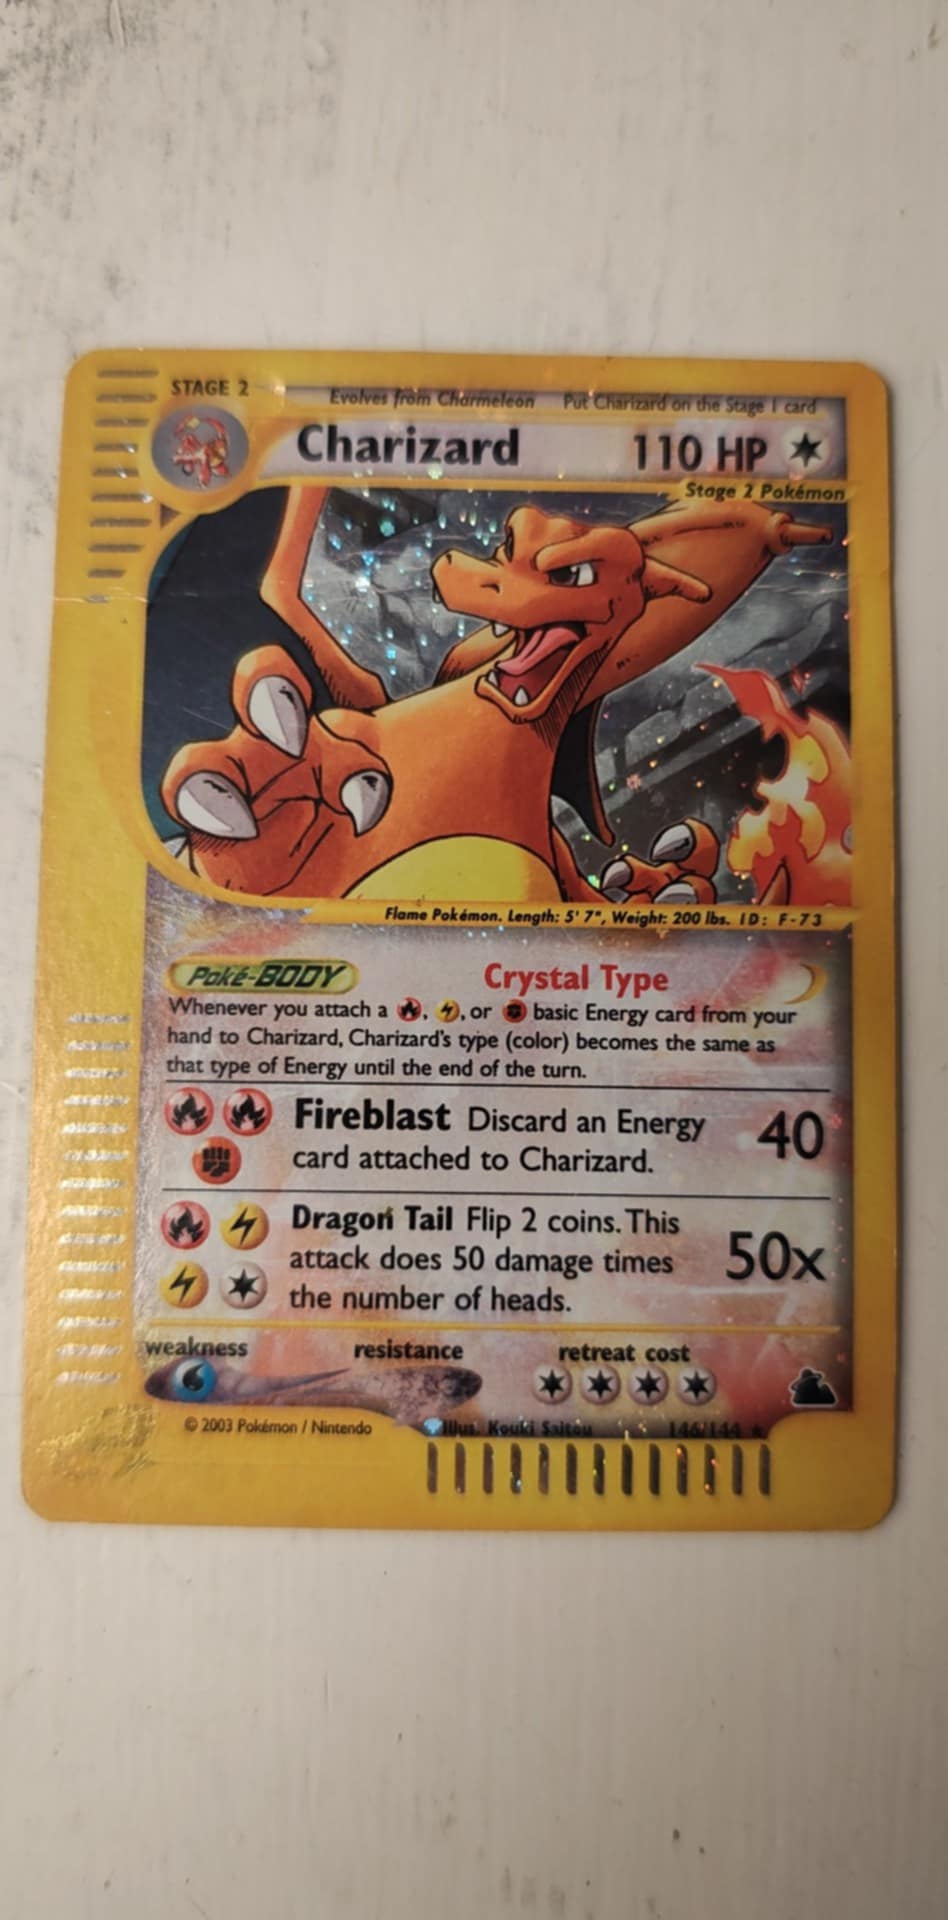 STAGE 2
Evolves from Charmeleon Put Charizard on the Stage 1 card
Charizard 110 HP
Stage 2 Pokémon
Flame Pokémon. Length: 5' 7", Weight: 200 lbs. ID: F-73
Poké-BODY Crystal Type
Whenever you attach a , , or basic Energy card from your
hand to Charizard, Charizard's type (color) becomes the same as
that type of Energy until the end of the turn.
Fireblast Discard an Energy 40
card attached to Charizard.
Dragon Tail Flip 2 coins. This
attack does 50 damage times 50x
the number of heads.
weakness resistance retreat cost
© 2003 Pokémon / Nintendo Illus. Kouki Saitou 146/144 ★